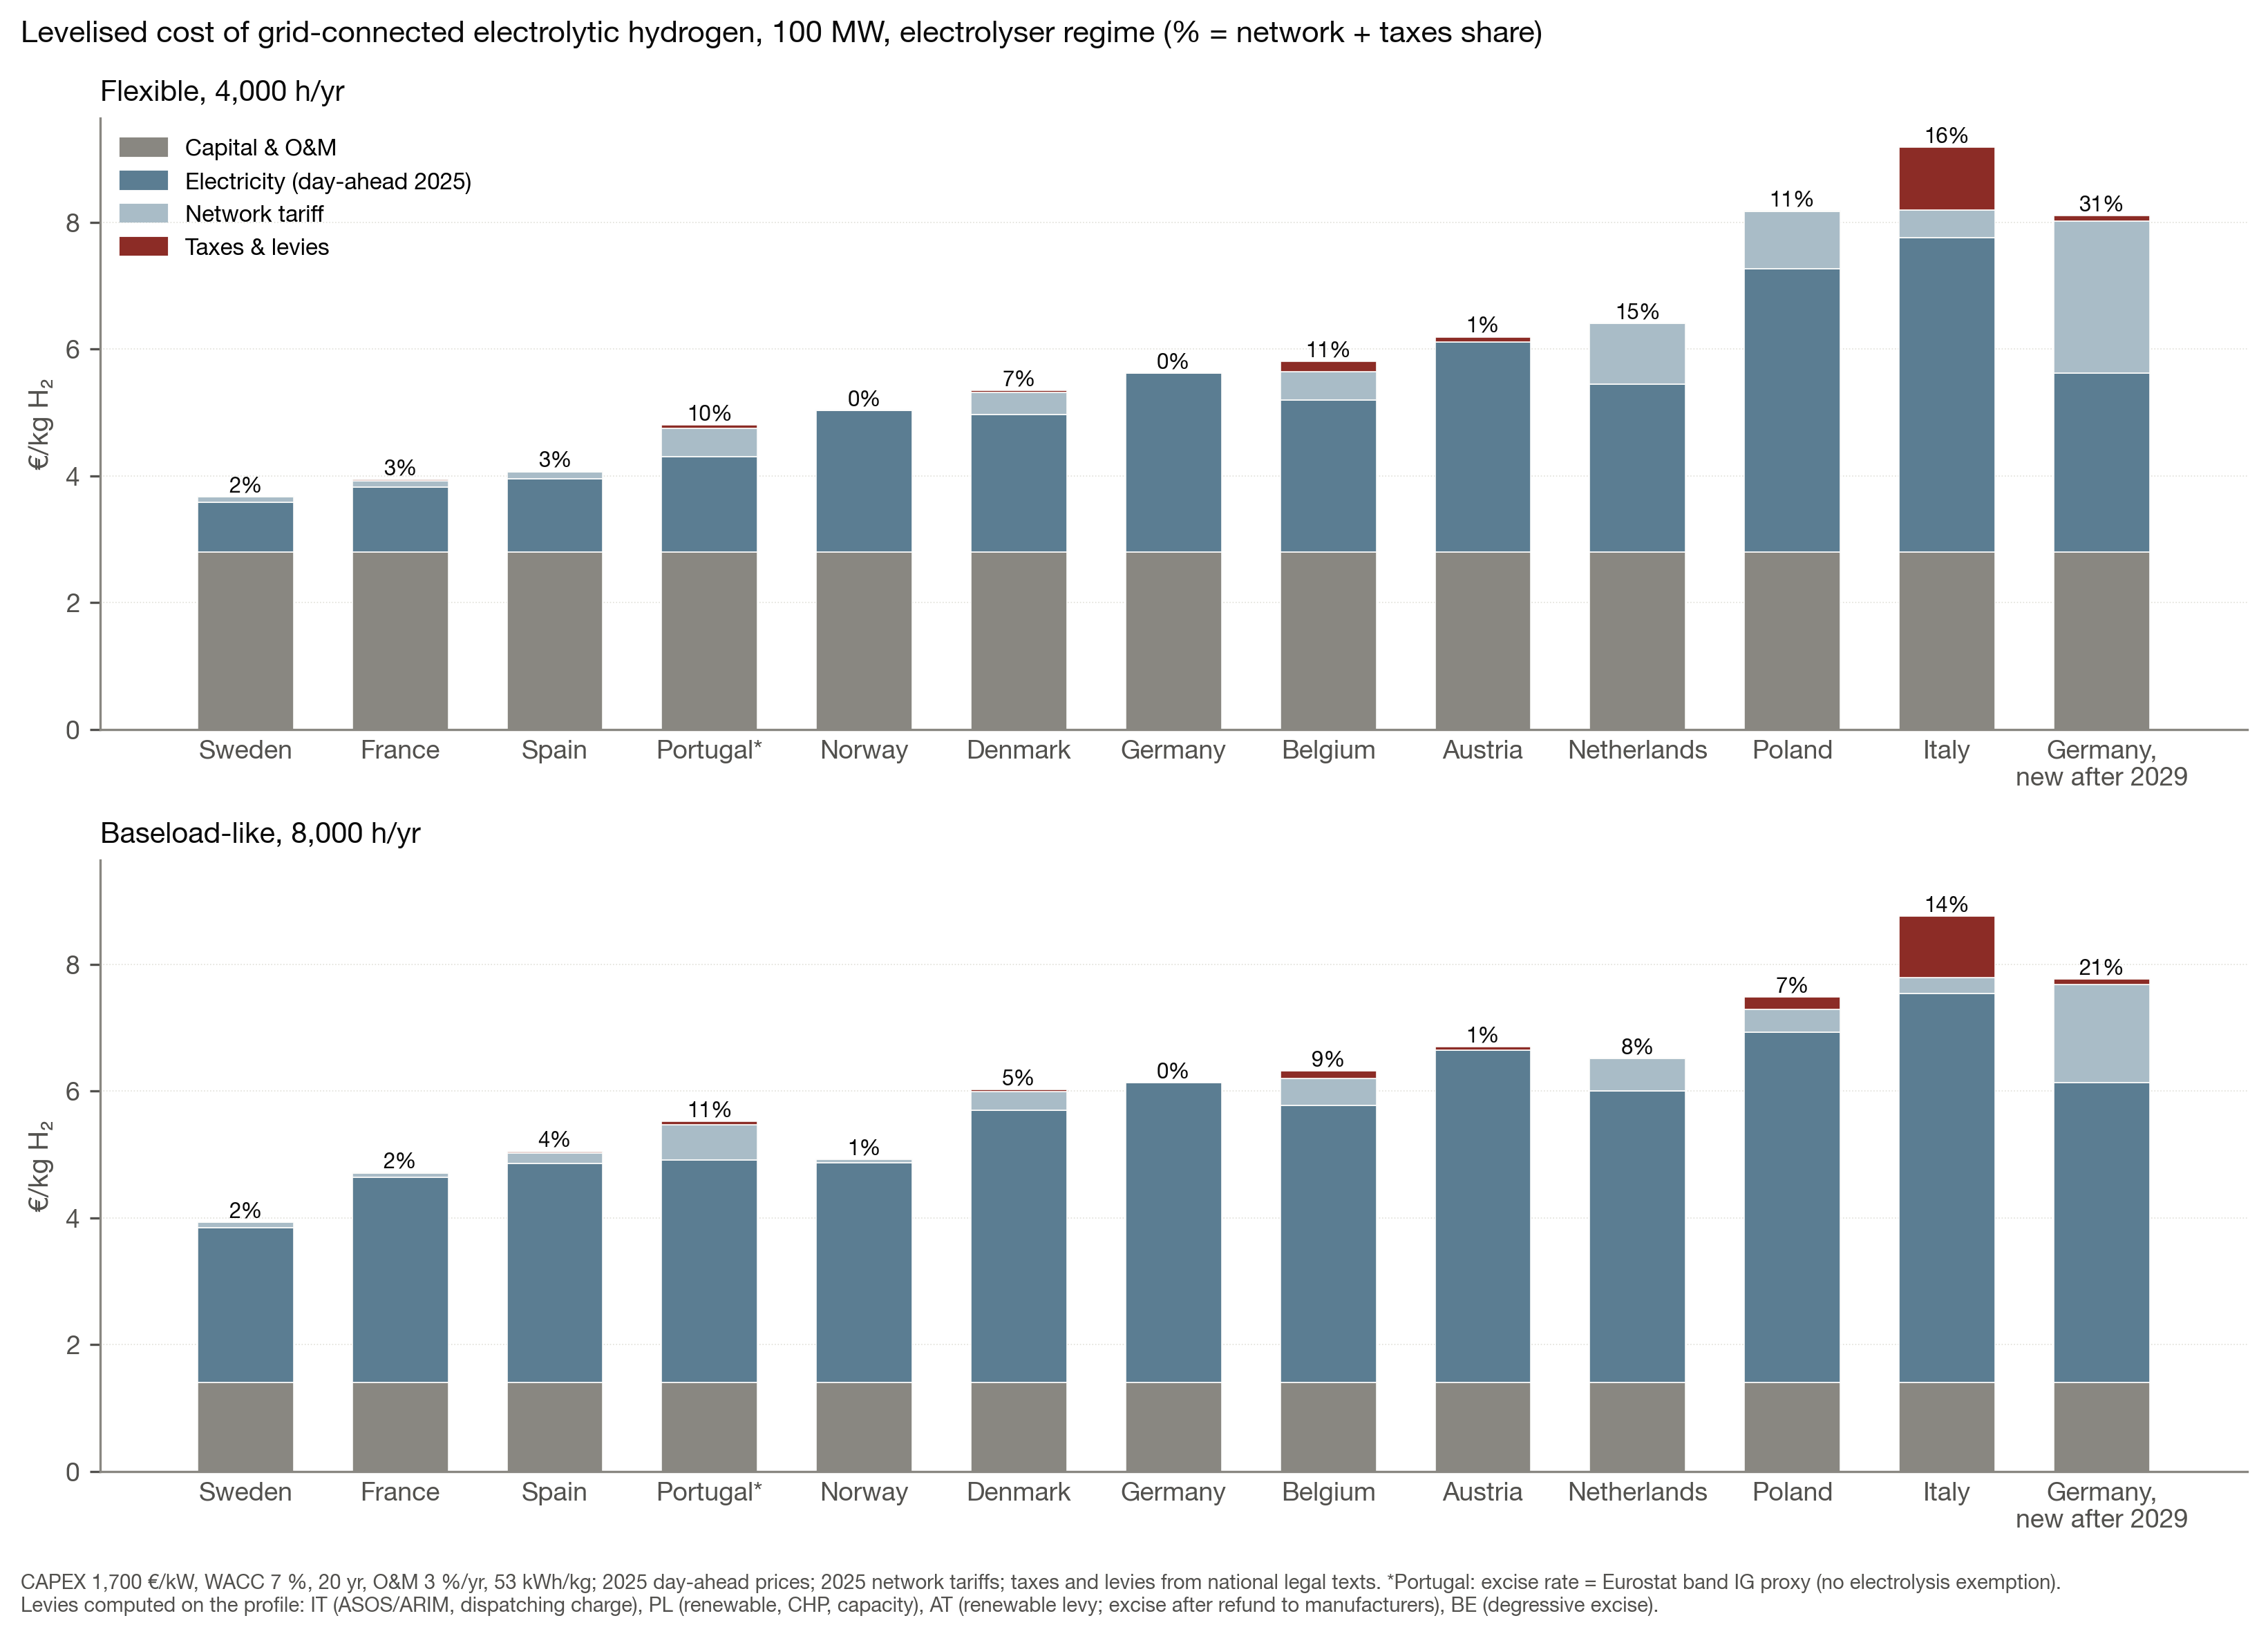 Levelised cost of grid-connected electrolytic hydrogen, 100 MW, electrolyser regime (% = network + taxes share)
Flexible, 4,000 h/yr
Capital & O&M
Electricity (day-ahead 2025)
Network tariff
Taxes & levies
€/kg H₂
8
6
4
2
0
2%
3%
3%
10%
0%
7%
0%
11%
1%
15%
11%
16%
31%
Sweden
France
Spain
Portugal*
Norway
Denmark
Germany
Belgium
Austria
Netherlands
Poland
Italy
Germany,
new after 2029
Baseload-like, 8,000 h/yr
€/kg H₂
8
6
4
2
0
2%
2%
4%
11%
1%
5%
0%
9%
1%
8%
7%
14%
21%
Sweden
France
Spain
Portugal*
Norway
Denmark
Germany
Belgium
Austria
Netherlands
Poland
Italy
Germany,
new after 2029
CAPEX 1,700 €/kW, WACC 7 %, 20 yr, O&M 3 %/yr, 53 kWh/kg; 2025 day-ahead prices; 2025 network tariffs; taxes and levies from national legal texts. *Portugal: excise rate = Eurostat band IG proxy (no electrolysis exemption).
Levies computed on the profile: IT (ASOS/ARIM, dispatching charge), PL (renewable, CHP, capacity), AT (renewable levy; excise after refund to manufacturers), BE (degressive excise).